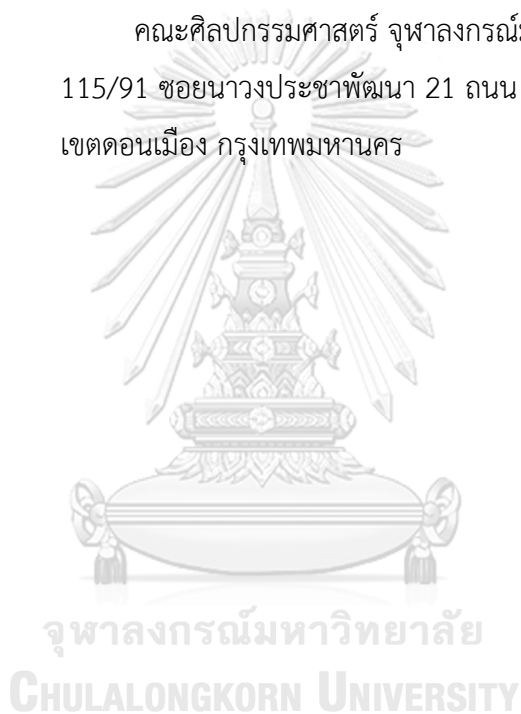 คณะศิลปกรรมศาสตร์ จุฬาลงกรณ์
115/91 ซอยนาวงประชาพัฒนา 21 ถนน
เขตดอนเมือง กรุงเทพมหานคร
จุฬาลงกรณ์มหาวิทยาลัย
CHULALONGKORN UNIVERSITY